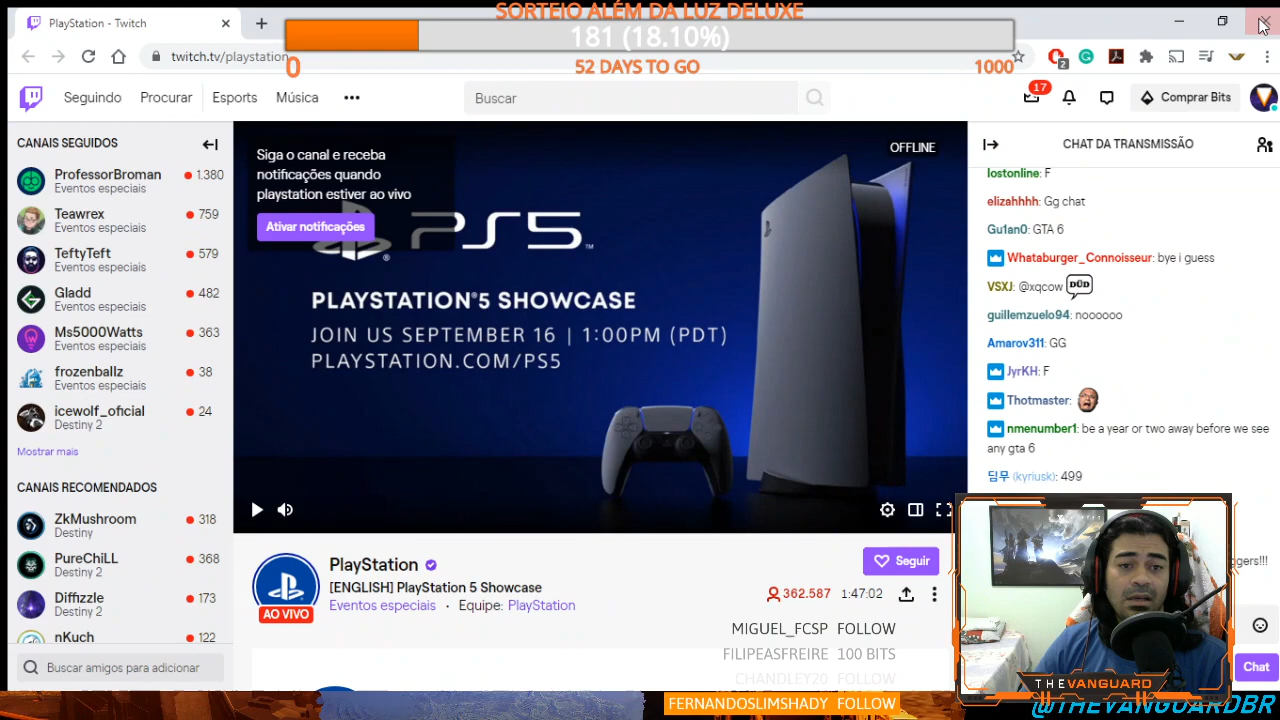 SORTEIO ALÉM DA LUZ DELUXE
181 (18.10%)
0
52 DAYS TO GO
1000
PlayStation - Twitch
twitch.tv/playstation
2
Seguindo
Procurar
Esports
Música
Buscar
17
Comprar Bits
CANAIS SEGUIDOS
ProfessorBroman
1.380
Eventos especiais
Teawrex
759
Eventos especiais
TeftyTeft
579
Eventos especiais
Gladd
482
Eventos especiais
Ms5000Watts
363
Eventos especiais
frozenballz
38
Eventos especiais
icewolf_oficial
24
Destiny 2
Mostrar mais
CANAIS RECOMENDADOS
ZkMushroom
318
Destiny
PureChiLL
368
Destiny 2
Diffizzle
173
Destiny 2
nKuch
122
Buscar amigos para adicionar
Siga o canal e receba
notificações quando
playstation estiver ao vivo
Ativar notificações
OFFLINE
PS5™
®
PLAYSTATION®5 SHOWCASE
JOIN US SEPTEMBER 16 | 1:00PM (PDT)
PLAYSTATION.COM/PS5
AO VIVO
PlayStation
[ENGLISH] PlayStation 5 Showcase
Eventos especiais · Equipe: PlayStation
Seguir
362.587
1:47:02
MIGUEL_FCSP FOLLOW
FILIPEASFREIRE 100 BITS
CHANDLEY20 FOLLOW
FERNANDOSLIMSHADY FOLLOW
CHAT DA TRANSMISSÃO
lostonline: F
elizahhhh: Gg chat
Gu1an0: GTA 6
Whataburger_Connoisseur: bye i guess
VSXJ: @xqcow DÜD
guillemzuelo94: noooooo
Amarov311: GG
JyrKH: F
Thotmaster:
nmenumber1: be a year or two away before we see
any gta 6
딤무 (kyriusk): 499
Chat
THEVANGUARD
@THEVANGUARDBR